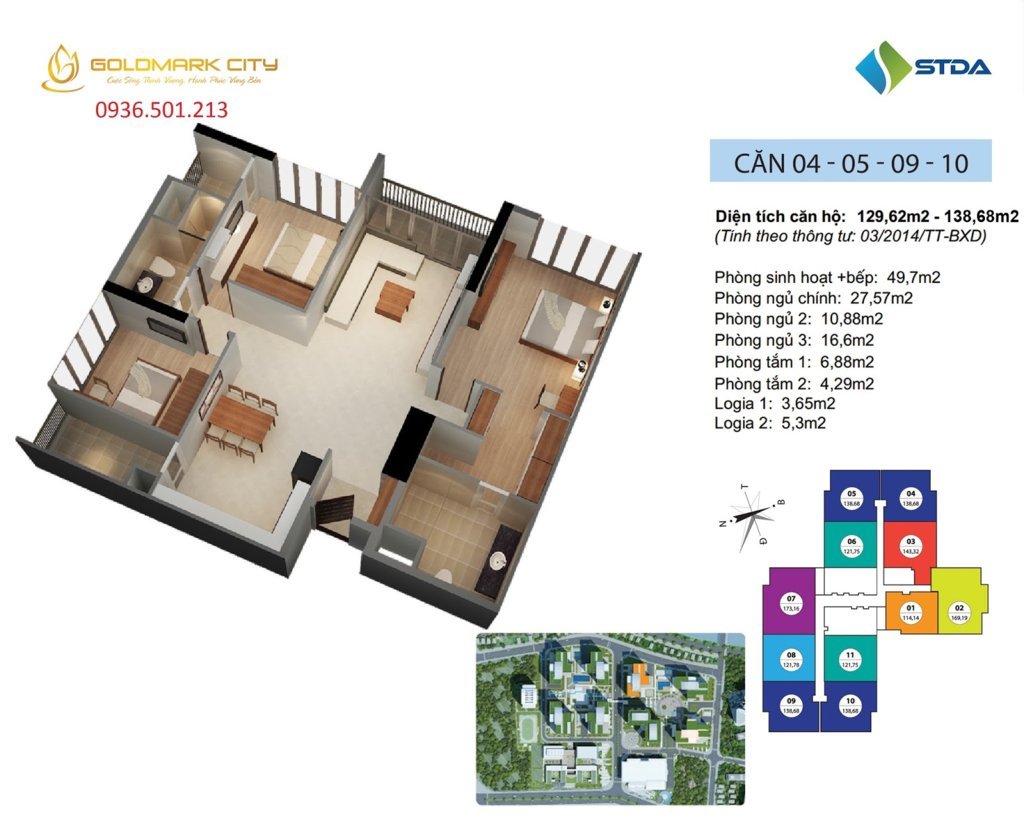 GOLDMARK CITY
Cuộc Sống Thịnh Vượng, Hạnh Phúc Vững Bền
0936.501.213
STDA
CĂN 04 - 05 - 09 - 10
Diện tích căn hộ: 129,62m2 - 138,68m2
(Tính theo thông tư: 03/2014/TT-BXD)
Phòng sinh hoạt +bếp: 49,7m2
Phòng ngủ chính: 27,57m2
Phòng ngủ 2: 10,88m2
Phòng ngủ 3: 16,6m2
Phòng tắm 1: 6,88m2
Phòng tắm 2: 4,29m2
Logia 1: 3,65m2
Logia 2: 5,3m2
T
B
N
Đ
05
138,68
04
138,68
06
121,75
03
143,32
07
173,16
01
114,14
02
169,19
08
121,78
11
121,75
09
138,68
10
138,68